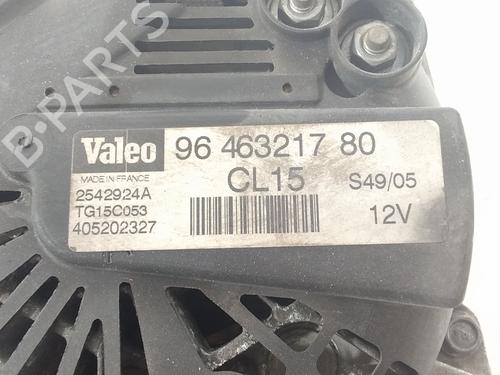 B-PARTS
Valeo 96 463217 80
MADE IN FRANCE CL15 S49/05
2542924A
TG15C053 12V
405202327